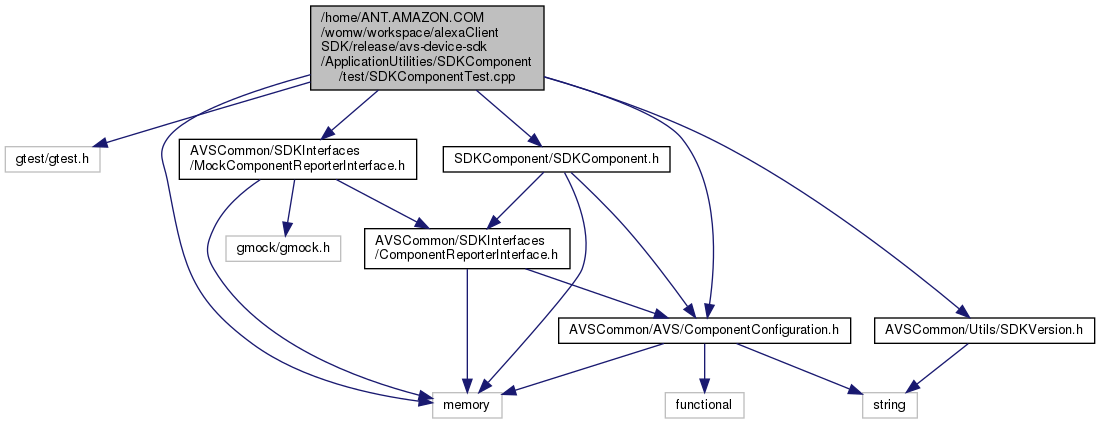 /home/ANT.AMAZON.COM
/womw/workspace/alexaClient
SDK/release/avs-device-sdk
/ApplicationUtilities/SDKComponent
/test/SDKComponentTest.cpp
gtest/gtest.h
AVSCommon/SDKInterfaces
/MockComponentReporterInterface.h
SDKComponent/SDKComponent.h
gmock/gmock.h
AVSCommon/SDKInterfaces
/ComponentReporterInterface.h
AVSCommon/AVS/ComponentConfiguration.h
AVSCommon/Utils/SDKVersion.h
memory
functional
string